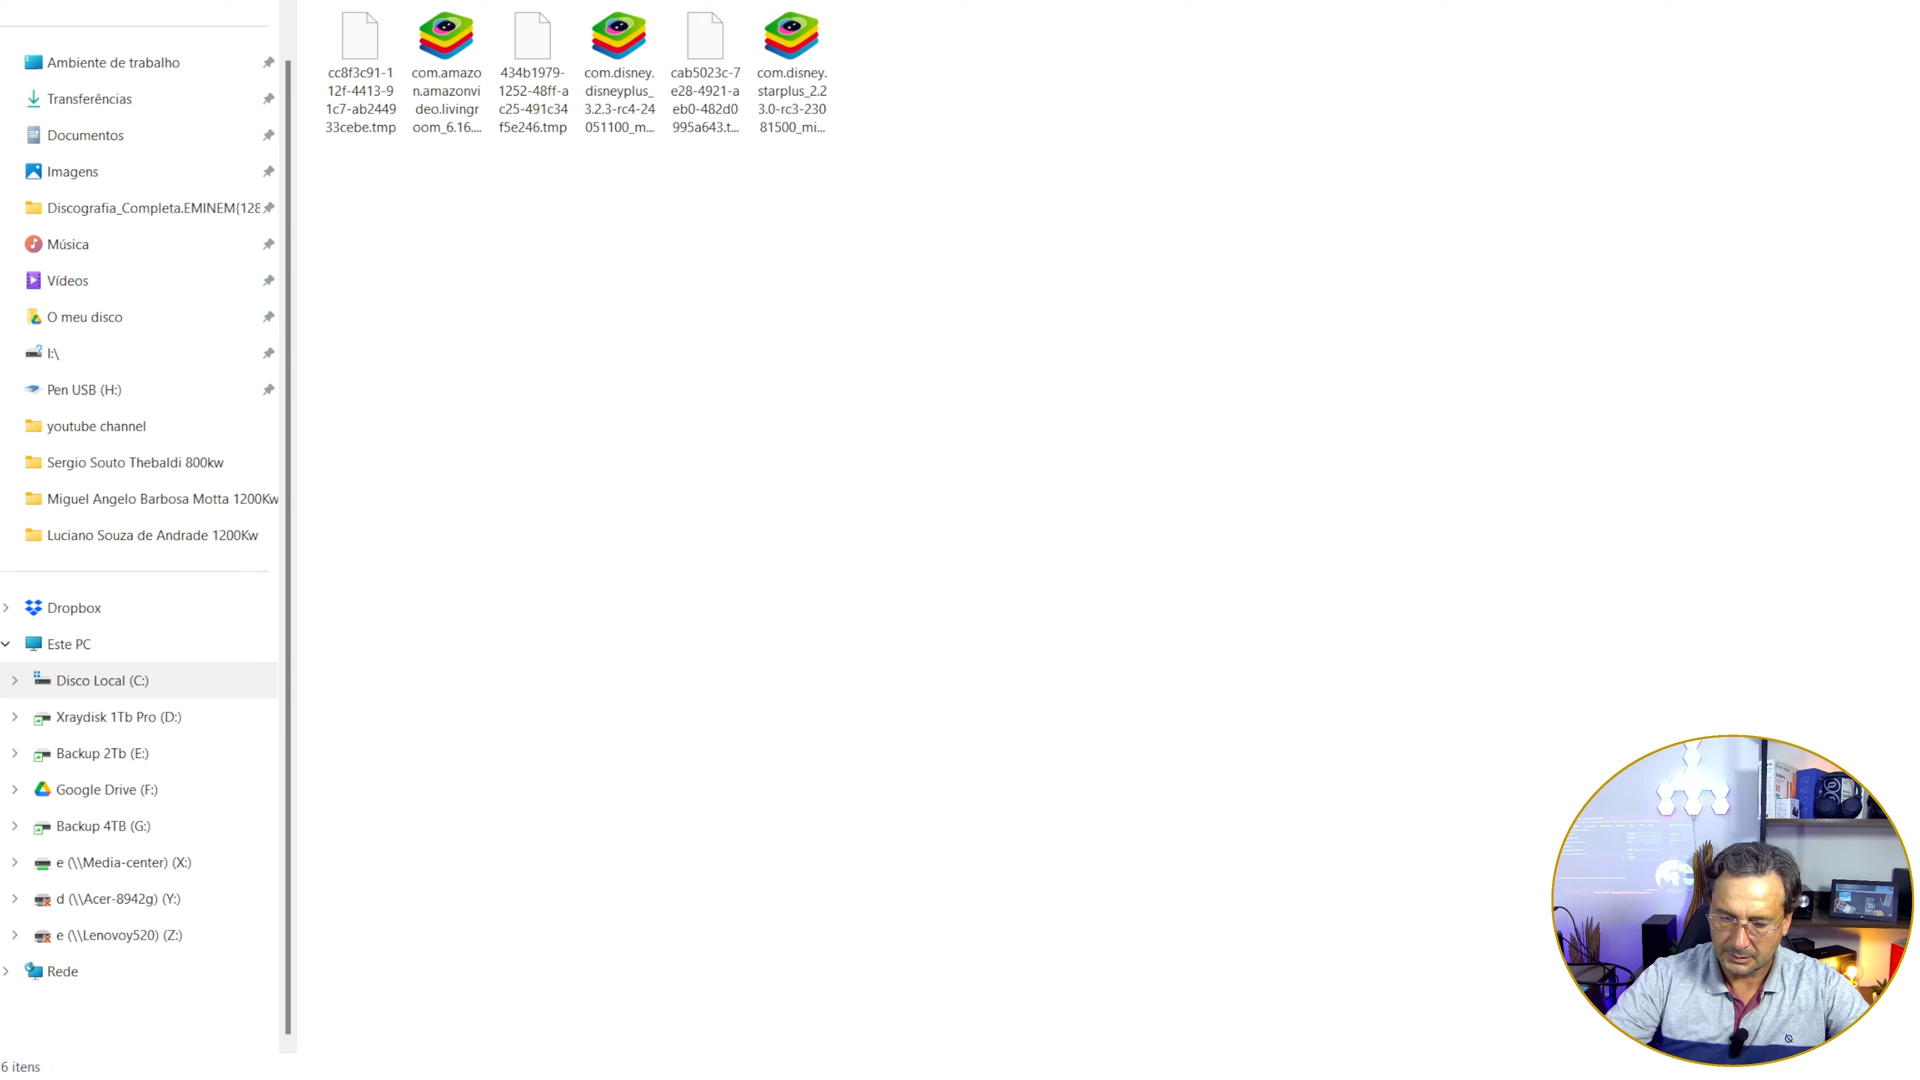 Ambiente de trabalho
Transferências
Documentos
Imagens
Discografia_Completa.EMINEM{128
Música
Vídeos
O meu disco
I:\
Pen USB (H:)
youtube channel
Sergio Souto Thebaldi 800kw
Miguel Angelo Barbosa Motta 1200Kw
Luciano Souza de Andrade 1200Kw
Dropbox
Este PC
Disco Local (C:)
Xraydisk 1Tb Pro (D:)
Backup 2Tb (E:)
Google Drive (F:)
Backup 4TB (G:)
e (\\Media-center) (X:)
d (\\Acer-8942g) (Y:)
e (\\Lenovoy520) (Z:)
Rede
6 itens
cc8f3c91-1
12f-4413-9
1c7-ab2449
33cebe.tmp
com.amazo
n.amazonvi
deo.livingr
oom_6.16....
434b1979-
1252-48ff-a
c25-491c34
f5e246.tmp
com.disney.
disneyplus_
3.2.3-rc4-24
051100_m...
cab5023c-7
e28-4921-a
eb0-482d0
995a643.t...
com.disney.
starplus_2.2
3.0-rc3-230
81500_mi...